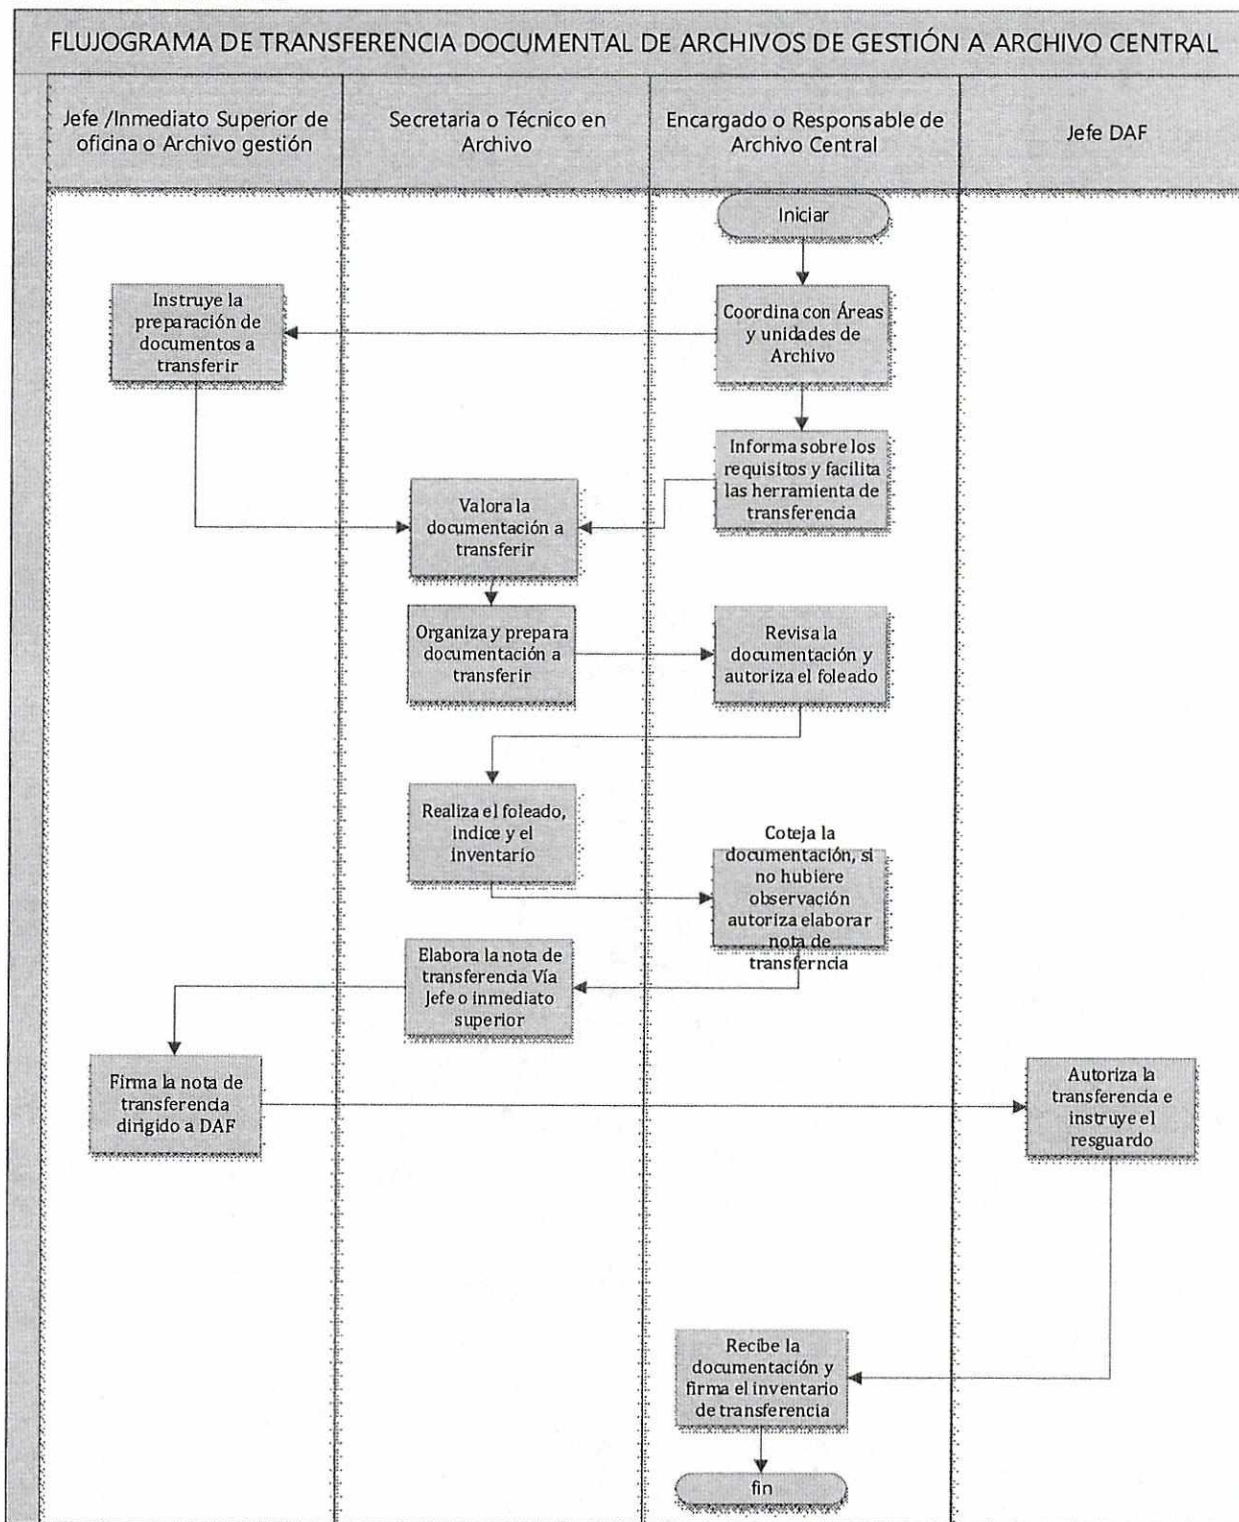 FLUJOGRAMA DE TRANSFERENCIA DOCUMENTAL DE ARCHIVOS DE GESTIÓN A ARCHIVO CENTRAL
Jefe /Inmediato Superior de
oficina o Archivo gestión
Secretaria o Técnico en
Archivo
Encargado o Responsable de
Archivo Central
Jefe DAF
Iniciar
Coordina con Áreas
y unidades de
Archivo
Instruye la
preparación de
documentos a
transferir
Informa sobre los
requisitos y facilita
las herramienta de
transferencia
Valora la
documentación a
transferir
Organiza y prepara
documentación a
transferir
Revisa la
documentación y
autoriza el foleado
Realiza el foleado,
indice y el
inventario
Coteja la
documentación, si
no hubiere
observación
autoriza elaborar
nota de
transferncia
Elabora la nota de
transferencia Vía
Jefe o inmediato
superior
Firma la nota de
transferencia
dirigido a DAF
Autoriza la
transferencia e
instruye el
resguardo
Recibe la
documentación y
firma el inventario
de transferencia
fin